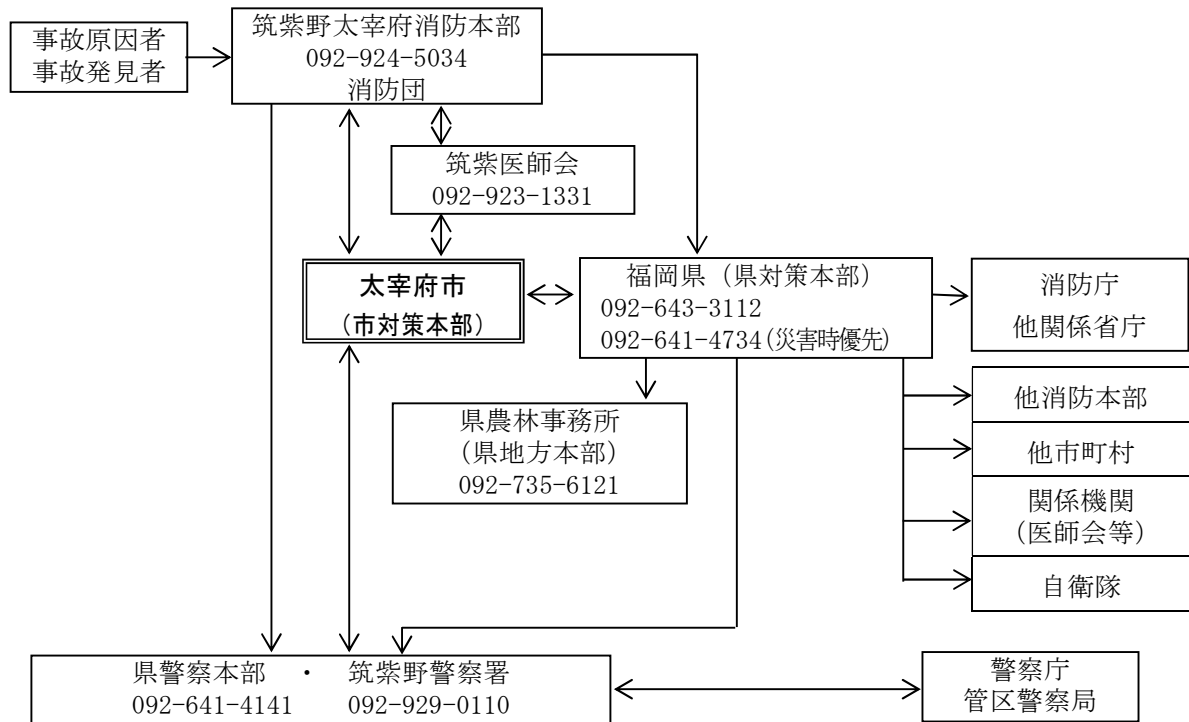 事故原因者
事故発見者
筑紫野太宰府消防本部
092-924-5034
消防団
筑紫医師会
092-923-1331
太宰府市
（市対策本部）
福岡県（県対策本部）
092-643-3112
092-641-4734(災害時優先)
消防庁
他関係省庁
県農林事務所
（県地方本部）
092-735-6121
他消防本部
他市町村
関係機関
（医師会等）
自衛隊
県警察本部 ・ 筑紫野警察署
092-641-4141 092-929-0110
警察庁
管区警察局